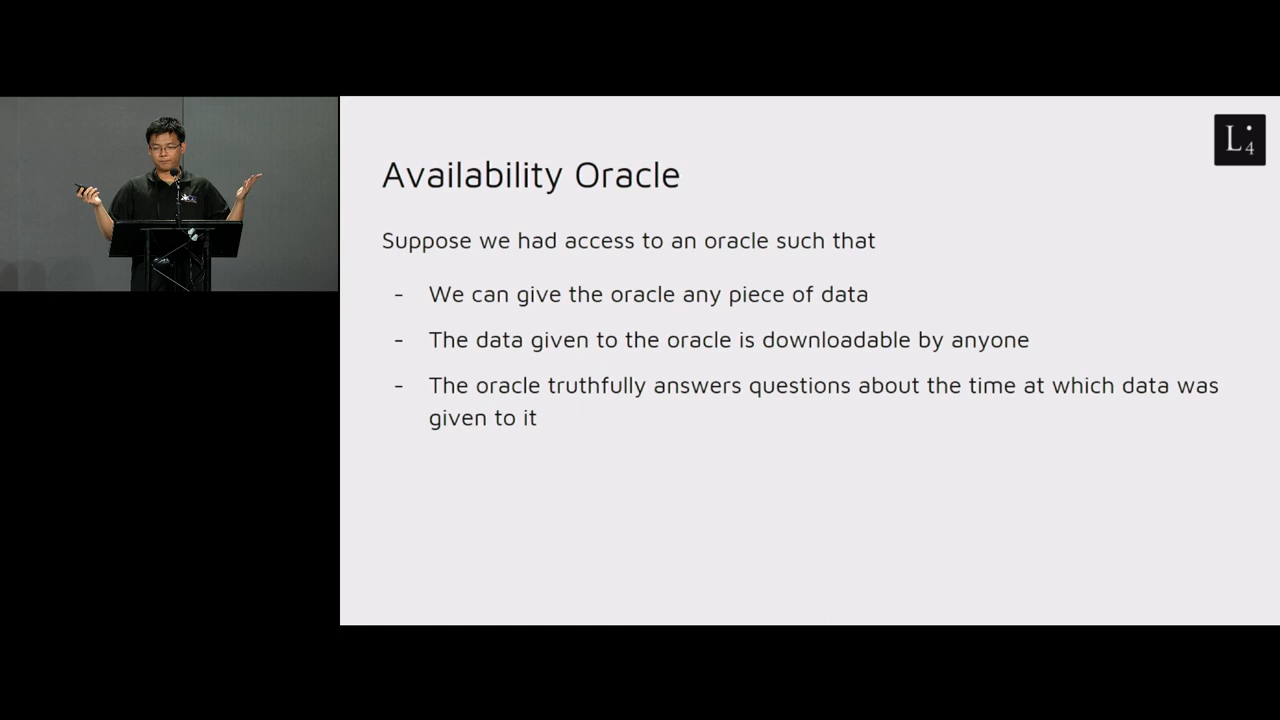 L4
Availability Oracle
Suppose we had access to an oracle such that
- We can give the oracle any piece of data
- The data given to the oracle is downloadable by anyone
- The oracle truthfully answers questions about the time at which data was
given to it